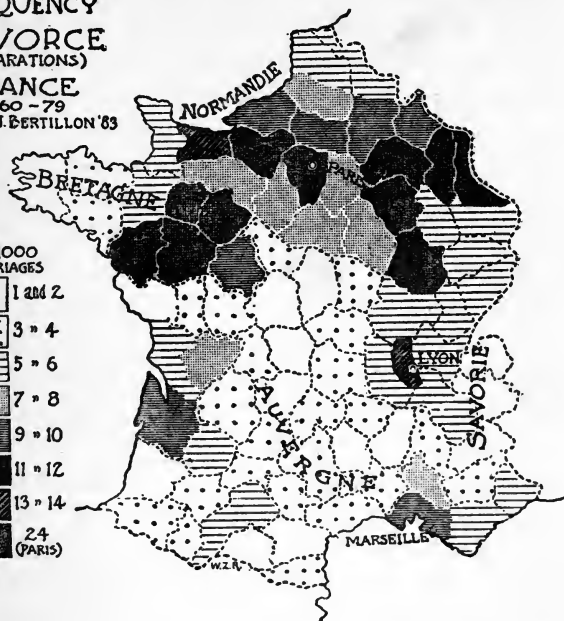 QUENCY
VORCE
ARATIONS)
ANCE
60-79
J. BERTILLON '83
NORMANDIE
PARIS
BRETAGNE
000
RIAGES
1 and 2
3 " 4
5 " 6
7 " 8
9 " 10
11 " 12
13 " 14
24
(PARIS)
LYON
SAVORIE
AUVERGNE
MARSEILLE
W.Z.R.